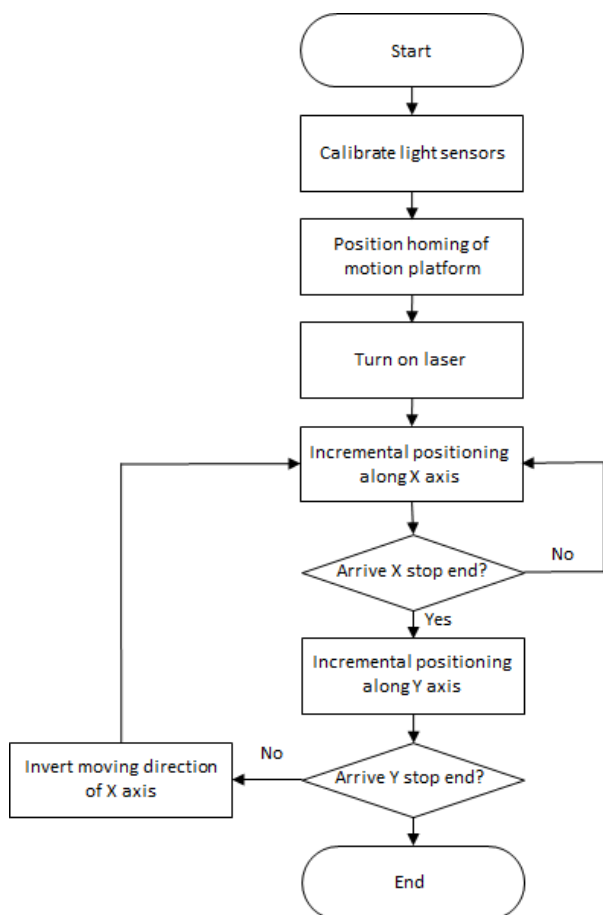 Start
Calibrate light sensors
Position homing of
motion platform
Turn on laser
Incremental positioning
along X axis
Arrive X stop end?
No
Yes
Incremental positioning
along Y axis
Arrive Y stop end?
No
Invert moving direction
of X axis
End